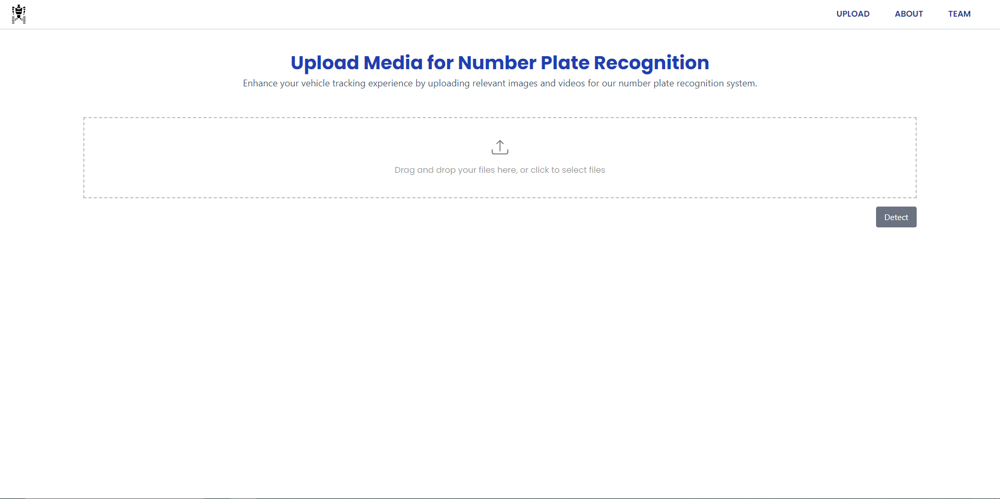 UPLOAD ABOUT TEAM
Upload Media for Number Plate Recognition
Enhance your vehicle tracking experience by uploading relevant images and videos for our number plate recognition system.
Drag and drop your files here, or click to select files
Detect